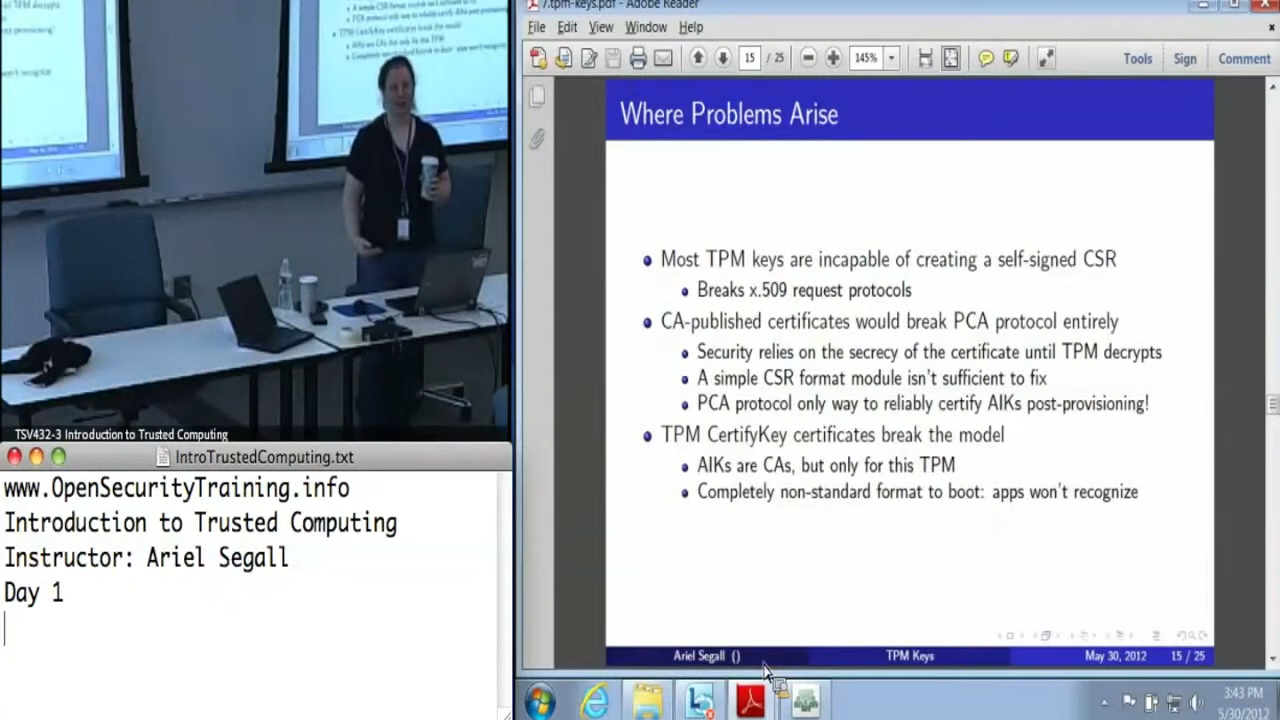 TSV432-3 Introduction to Trusted Computing
IntroTrustedComputing.txt
www.OpenSecurityTraining.info
Introduction to Trusted Computing
Instructor: Ariel Segall
Day 1
7.tpm-keys.pdf - Adobe Reader
File Edit View Window Help
15 / 25 145% Tools Sign Comment
Where Problems Arise
Most TPM keys are incapable of creating a self-signed CSR
Breaks x.509 request protocols
CA-published certificates would break PCA protocol entirely
Security relies on the secrecy of the certificate until TPM decrypts
A simple CSR format module isn't sufficient to fix
PCA protocol only way to reliably certify AIKs post-provisioning!
TPM CertifyKey certificates break the model
AIKs are CAs, but only for this TPM
Completely non-standard format to boot: apps won't recognize
Ariel Segall () TPM Keys May 30, 2012 15 / 25
3:43 PM
5/30/2012